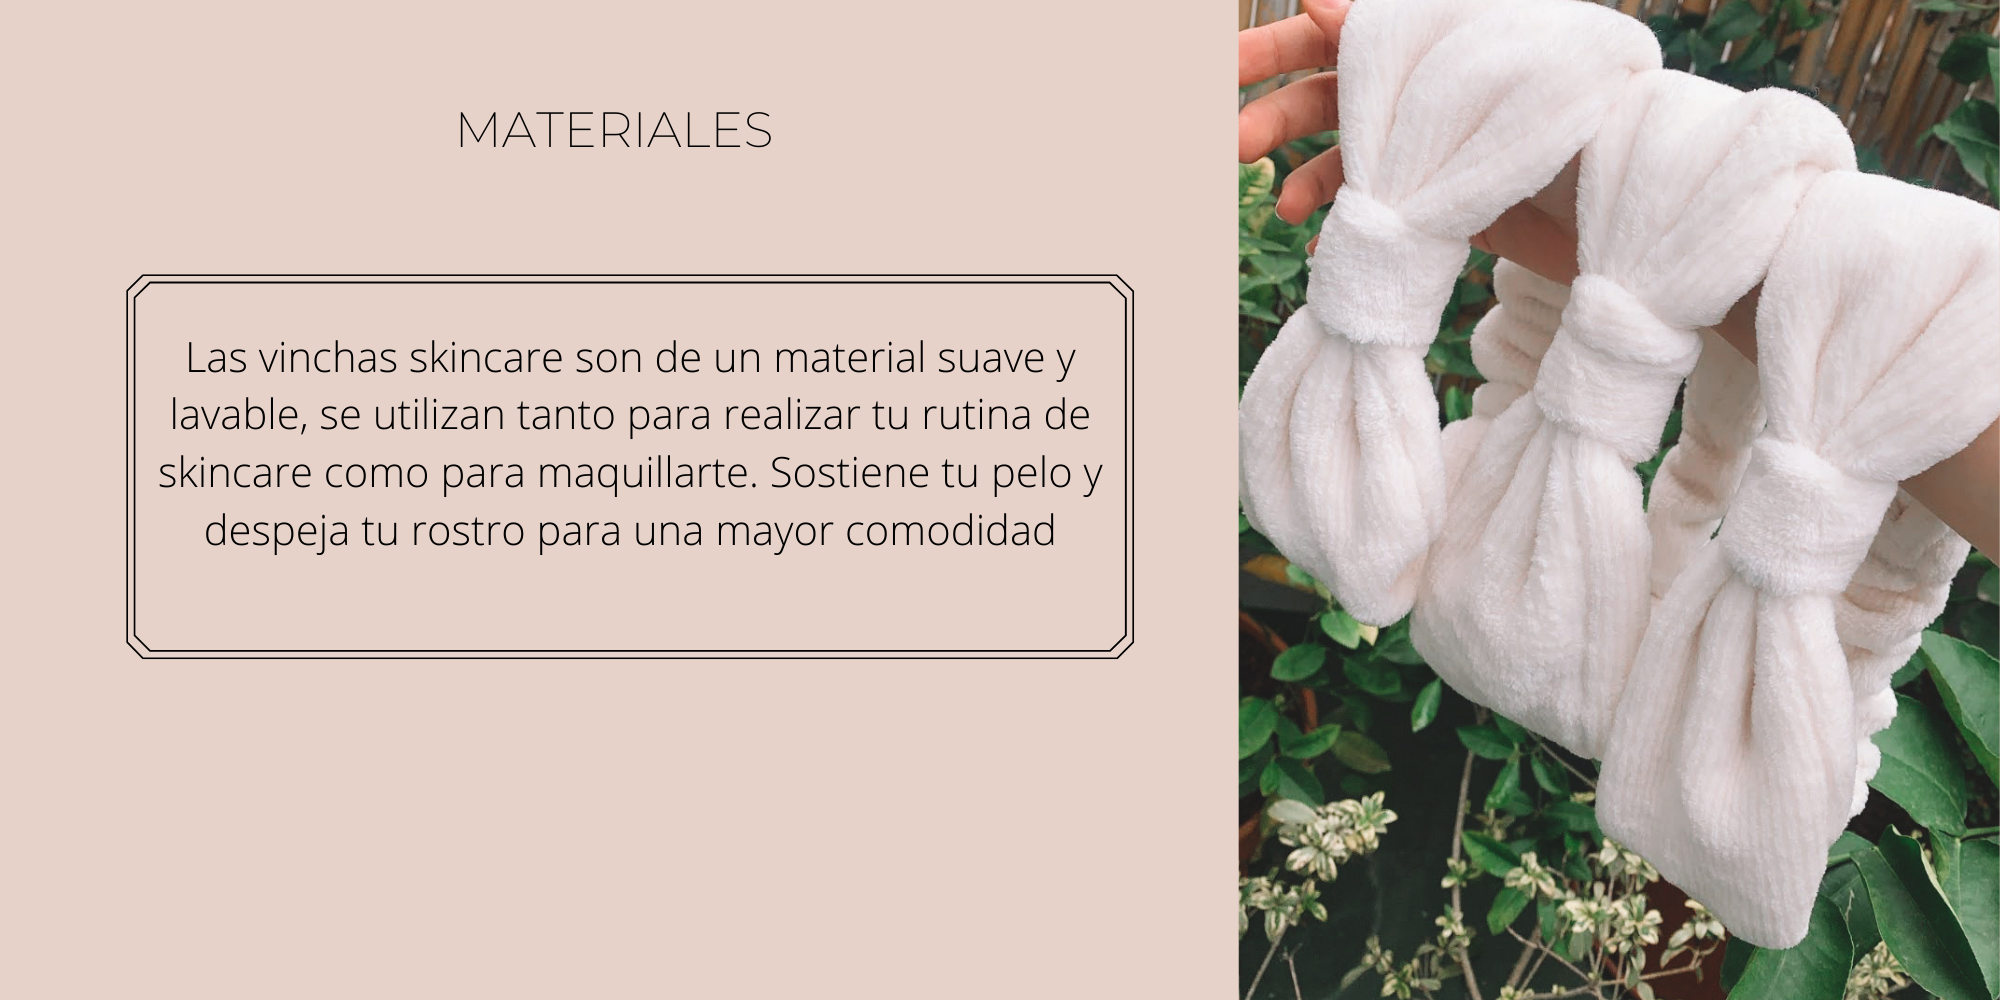 MATERIALES
Las vinchas skincare son de un material suave y
lavable, se utilizan tanto para realizar tu rutina de
skincare como para maquillarte. Sostiene tu pelo y
despeja tu rostro para una mayor comodidad